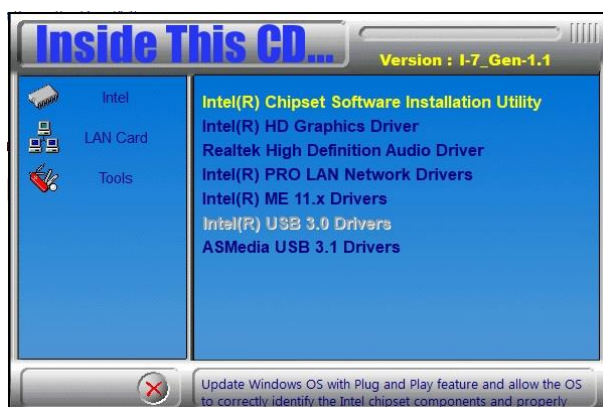 Inside This CD...
Version : I-7_Gen-1.1
Intel
LAN Card
Tools
Intel(R) Chipset Software Installation Utility
Intel(R) HD Graphics Driver
Realtek High Definition Audio Driver
Intel(R) PRO LAN Network Drivers
Intel(R) ME 11.x Drivers
Intel(R) USB 3.0 Drivers
ASMedia USB 3.1 Drivers
Update Windows OS with Plug and Play feature and allow the OS
to correctly identify the Intel chipset components and properly